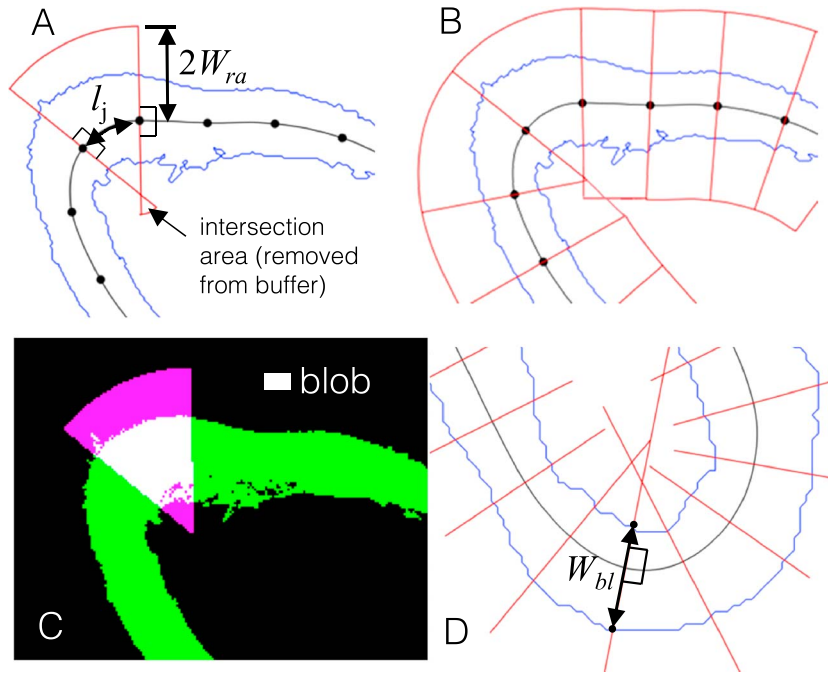 A
2W_ra
l_j
intersection
area (removed
from buffer)
B
blob
C
W_bl
D